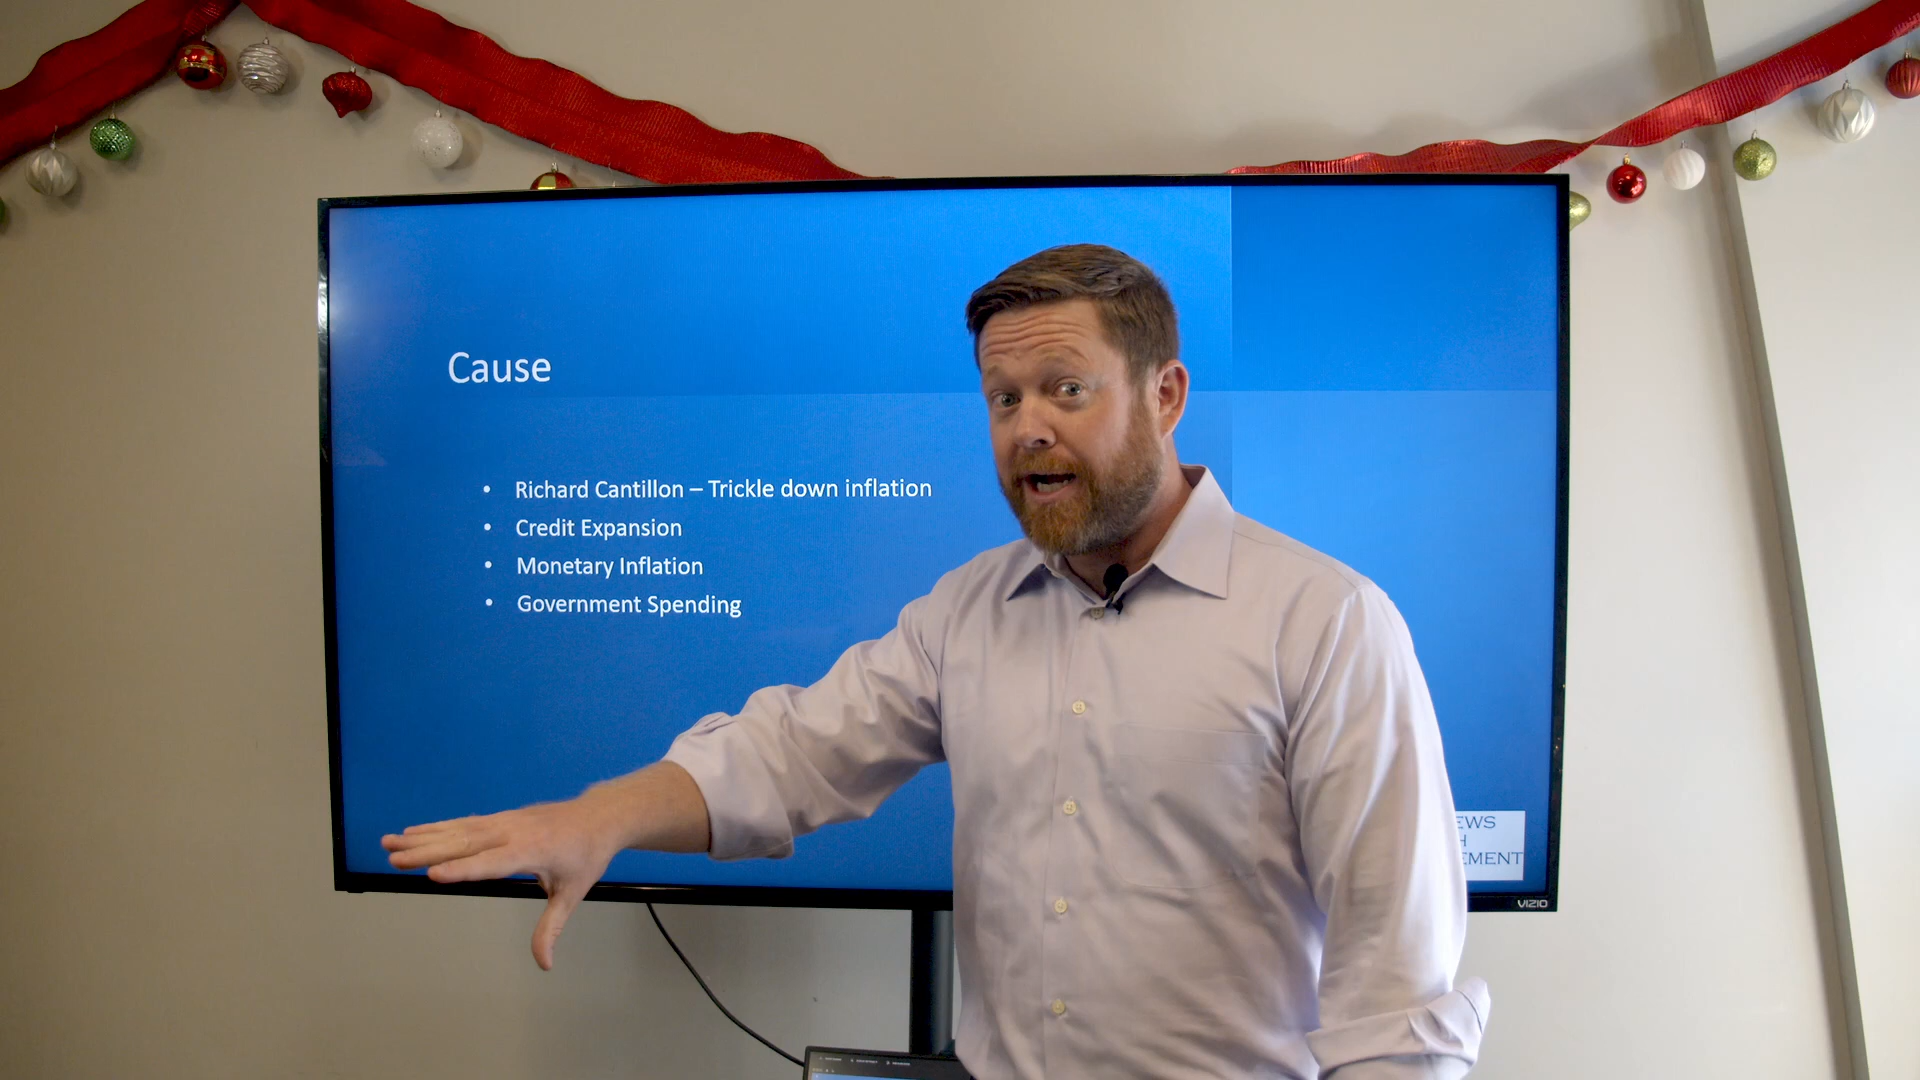 Cause
• Richard Cantillon – Trickle down inflation
• Credit Expansion
• Monetary Inflation
• Government Spending
EWS
H
EMENT
VIZIO